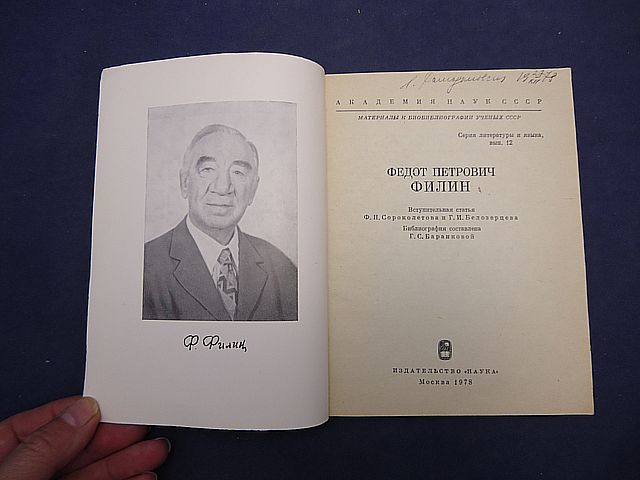 Ф. Филин
АКАДЕМИЯ НАУК СССР
МАТЕРИАЛЫ К БИОБИБЛИОГРАФИИ УЧЕНЫХ СССР
Серия литературы и языка,
вып. 12
ФЕДОТ ПЕТРОВИЧ
ФИЛИН
Вступительная статья
Ф. П. Сороколетова и Г. И. Белозерцева
Библиография составлена
Г. С. Баранковой
ИЗДАТЕЛЬСТВО «НАУКА»
Москва 1978